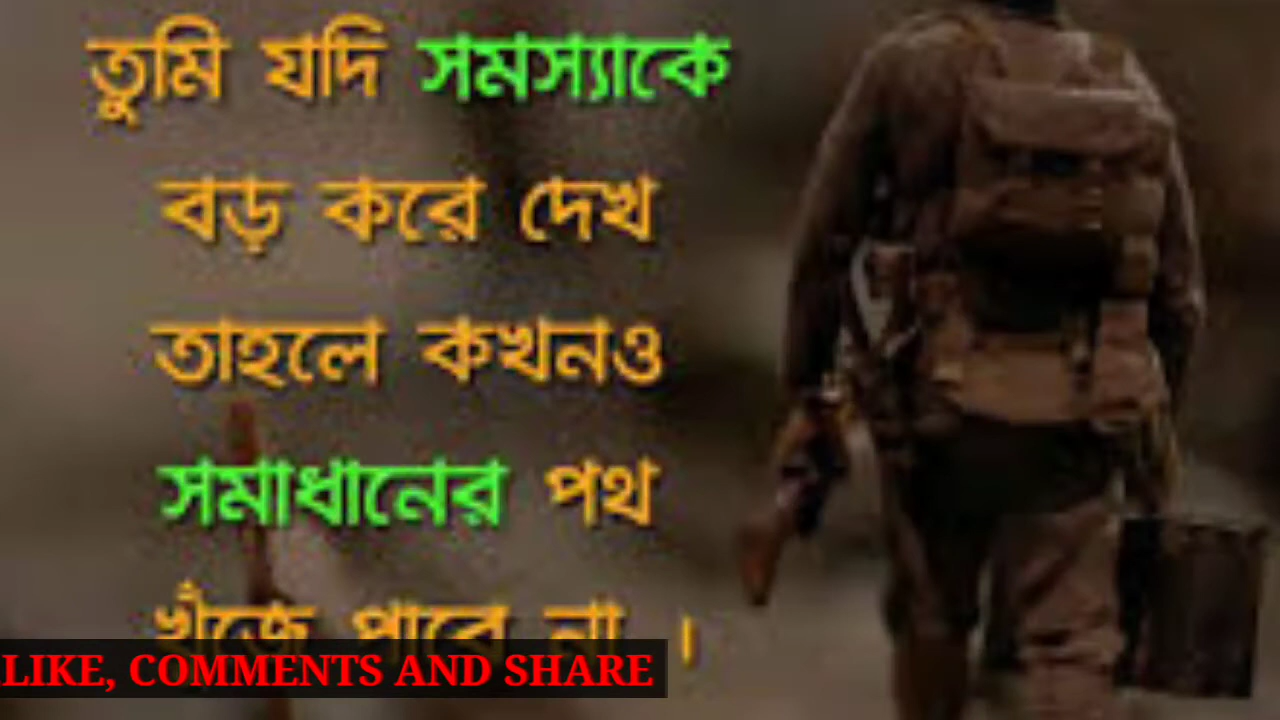 তুমি যদি সমস্যাকে
বড় করে দেখ
তাহলে কখনও
সমাধানের পথ
খুঁজে পাবে না ।
LIKE, COMMENTS AND SHARE